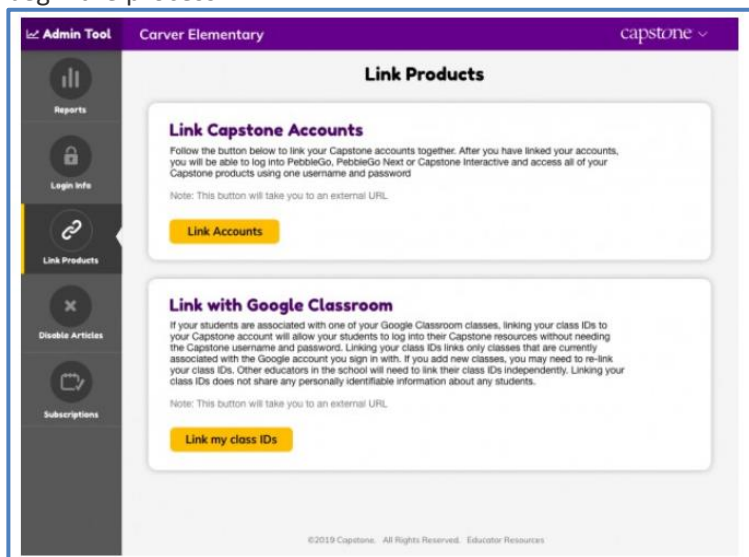 Admin Tool
Carver Elementary
capstone
Reports
Login Info
Link Products
Disable Articles
Subscriptions
Link Products
Link Capstone Accounts
Follow the button below to link your Capstone accounts together. After you have linked your accounts,
you will be able to log into PebbleGo, PebbleGo Next or Capstone Interactive and access all of your
Capstone products using one username and password
Note: This button will take you to an external URL
Link Accounts
Link with Google Classroom
If your students are associated with one of your Google Classroom classes, linking your class IDs to
your Capstone account will allow your students to log into their Capstone resources without needing
the Capstone username and password. Linking your class IDs links only classes that are currently
associated with the Google account you sign in with. If you add new classes, you may need to re-link
your class IDs. Other educators in the school will need to link their class IDs independently. Linking your
class IDs does not share any personally identifiable information about any students.
Note: This button will take you to an external URL
Link my class IDs
©2019 Capstone. All Rights Reserved. Educator Resources